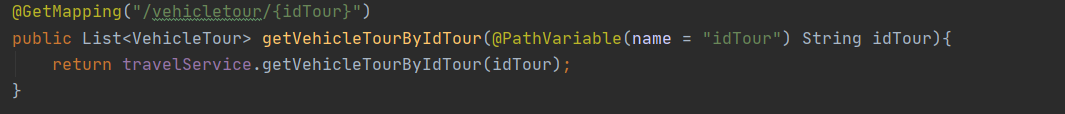 @GetMapping("/vehicletour/{idTour}")
public List<VehicleTour> getVehicleTourByIdTour(@PathVariable(name = "idTour") String idTour){
    return travelService.getVehicleTourByIdTour(idTour);
}